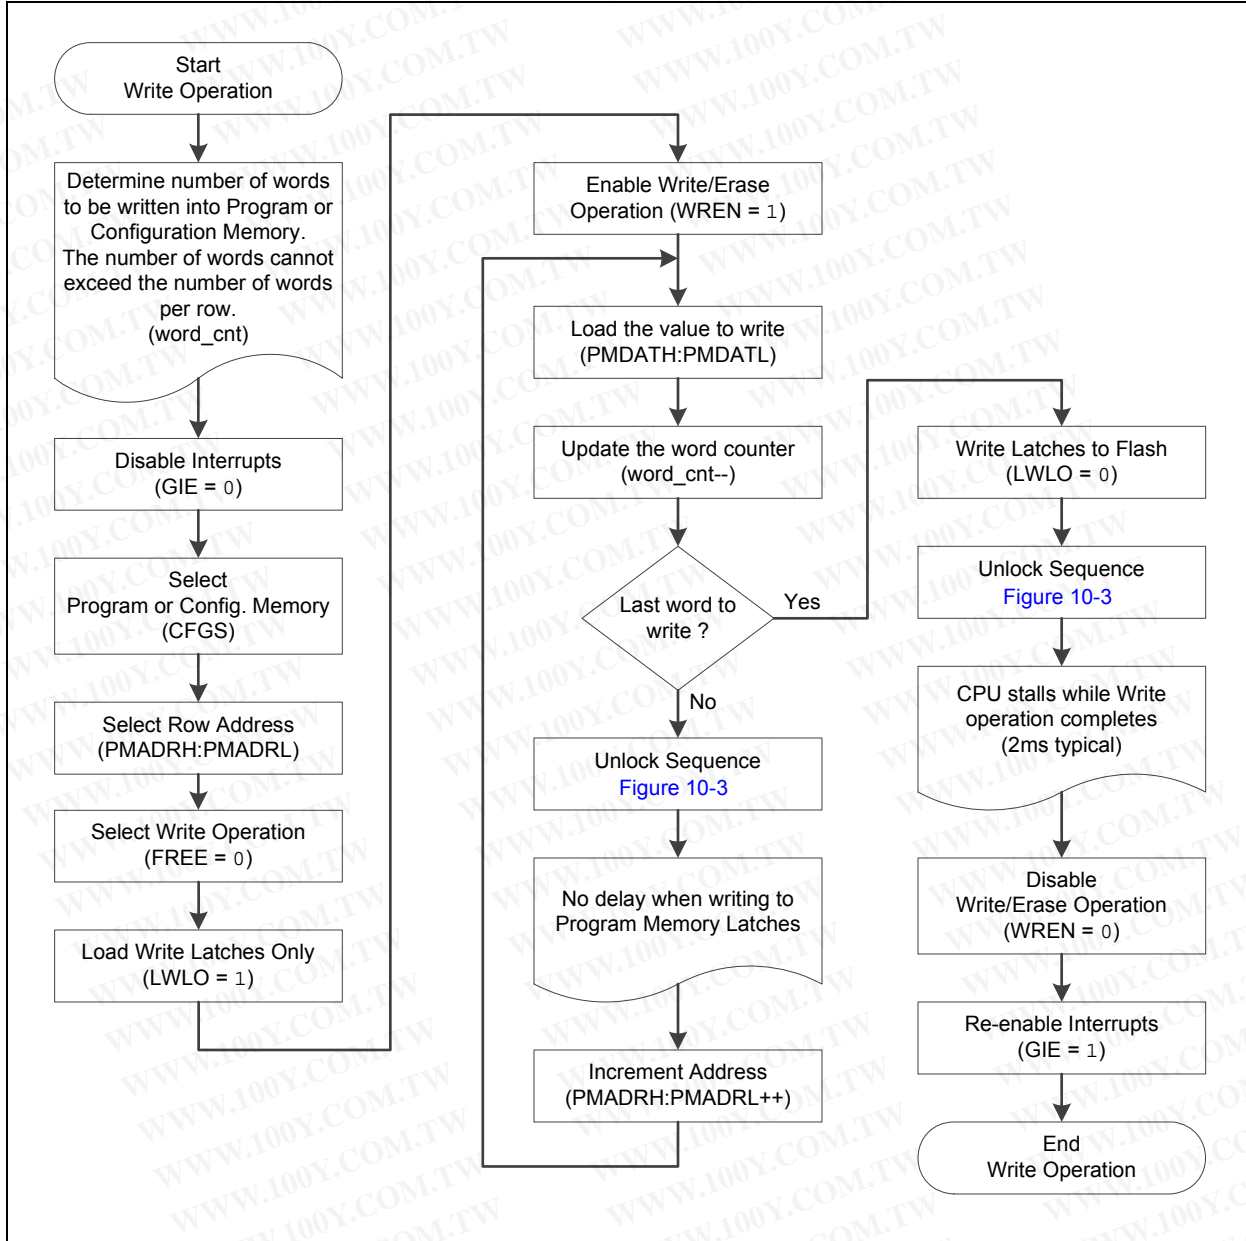 Start
Write Operation
Determine number of words
to be written into Program or
Configuration Memory.
The number of words cannot
exceed the number of words
per row.
(word_cnt)
Disable Interrupts
(GIE = 0)
Select
Program or Config. Memory
(CFGS)
Select Row Address
(PMADRH:PMADRL)
Select Write Operation
(FREE = 0)
Load Write Latches Only
(LWLO = 1)
Enable Write/Erase
Operation (WREN = 1)
Load the value to write
(PMDATH:PMDATL)
Update the word counter
(word_cnt--)
Last word to
write ?
Yes
No
Unlock Sequence
Figure 10-3
No delay when writing to
Program Memory Latches
Increment Address
(PMADRH:PMADRL++)
Write Latches to Flash
(LWLO = 0)
Unlock Sequence
Figure 10-3
CPU stalls while Write
operation completes
(2ms typical)
Disable
Write/Erase Operation
(WREN = 0)
Re-enable Interrupts
(GIE = 1)
End
Write Operation
WWW.100Y.COM.TW